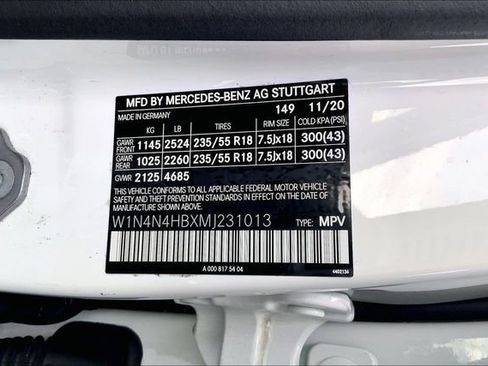 MFD BY MERCEDES-BENZ AG STUTTGART
MADE IN GERMANY 149 11/20
KG LB TIRES RIM SIZE COLD KPA(PSI)
GAWR FRONT 1145 2524 235/55 R18 7.5Jx18 300(43)
GAWR REAR 1025 2260 235/55 R18 7.5Jx18 300(43)
GVWR 2125 4685
THIS VEHICLE CONFORMS TO ALL APPLICABLE FEDERAL MOTOR VEHICLE
SAFETY STANDARDS IN EFFECT ON THE DATE OF MANUFACTURE SHOWN ABOVE.
W1N4N4HBXMJ231013 TYPE: MPV
A 000 817 54 04 4402134